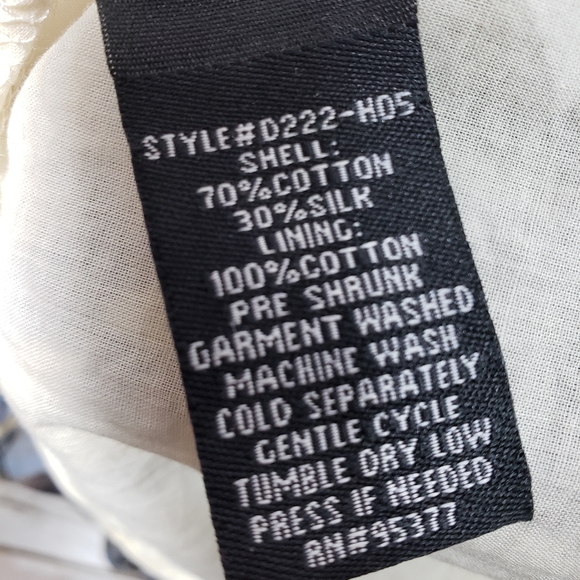 STYLE#D222-H05
SHELL:
70%COTTON
30%SILK
LINING:
100%COTTON
PRE SHRUNK
GARMENT WASHED
MACHINE WASH
COLD SEPARATELY
GENTLE CYCLE
TUMBLE DRY LOW
PRESS IF NEEDED
RN#95377